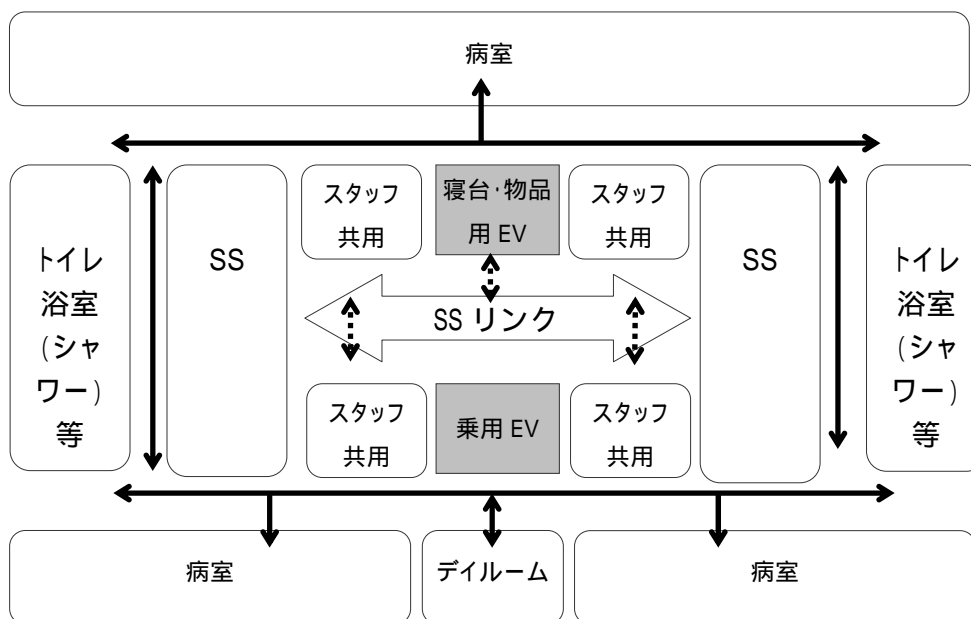 病室
スタッフ
共用
寝台･物品
用 EV
スタッフ
共用
トイレ
浴室
(シャ
ワー)
等
SS
SS
トイレ
浴室
(シャ
ワー)
等
SS リンク
スタッフ
共用
乗用 EV
スタッフ
共用
病室
デイルーム
病室